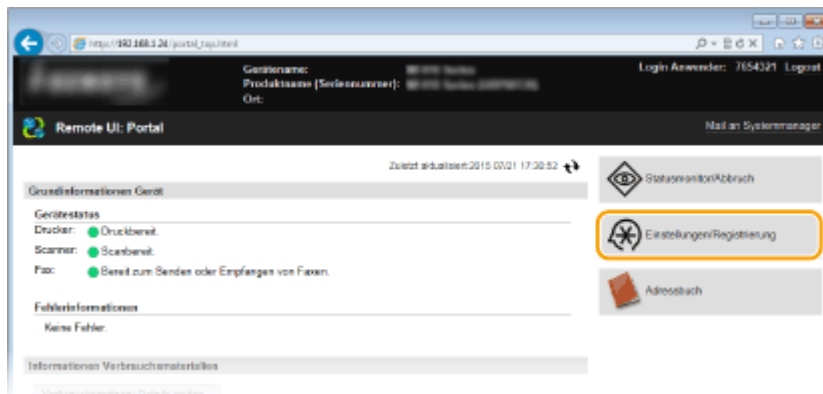 http://192.168.1.24/portal_top.html
Gerätename:
Produktname (Seriennummer):
Ort:
Login Anwender: 7654321 Logout
Remote UI: Portal
Mail an Systemmanager
Zuletzt aktualisiert:2015 07/21 17:30:52
Grundinformationen Gerät
Gerätestatus
Drucker: Druckbereit.
Scanner: Scanbereit.
Fax: Bereit zum Senden oder Empfangen von Faxen.
Fehlerinformationen
Keine Fehler.
Informationen Verbrauchsmaterialien
Statusmonitor/Abbruch
Einstellungen/Registrierung
Adressbuch